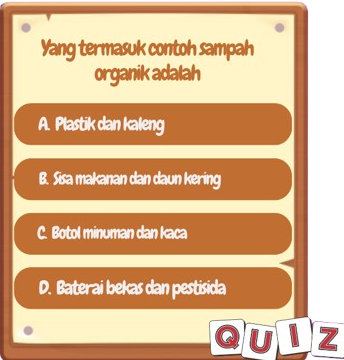 Yang termasuk contoh sampah
organik adalah
A. Plastik dan kaleng
B. Sisa makanan dan daun kering
C. Botol minuman dan kaca
D. Baterai bekas dan pestisida
QUIZ